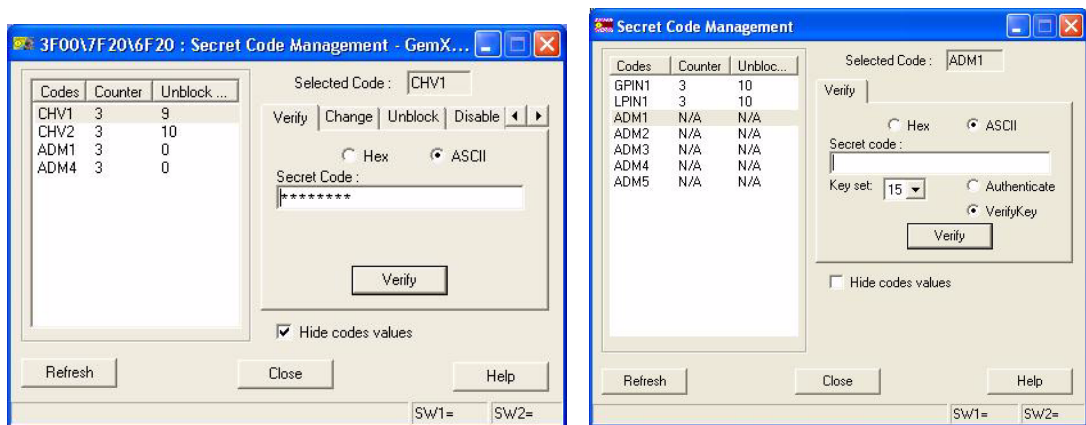 3F00\7F20\6F20 : Secret Code Management - GemX...
Codes Counter Unblock ...
CHV1 3 9
CHV2 3 10
ADM1 3 0
ADM4 3 0
Selected Code : CHV1
Verify Change Unblock Disable
Hex ASCII
Secret Code :
********
Verify
Hide codes values
Refresh Close Help
SW1= SW2=
Secret Code Management
Codes Counter Unbloc...
GPIN1 3 10
LPIN1 3 10
ADM1 N/A N/A
ADM2 N/A N/A
ADM3 N/A N/A
ADM4 N/A N/A
ADM5 N/A N/A
Selected Code : ADM1
Verify
Hex ASCII
Secret code :
Key set: 15 Authenticate
VerifyKey
Verify
Hide codes values
Refresh Close Help
SW1= SW2=